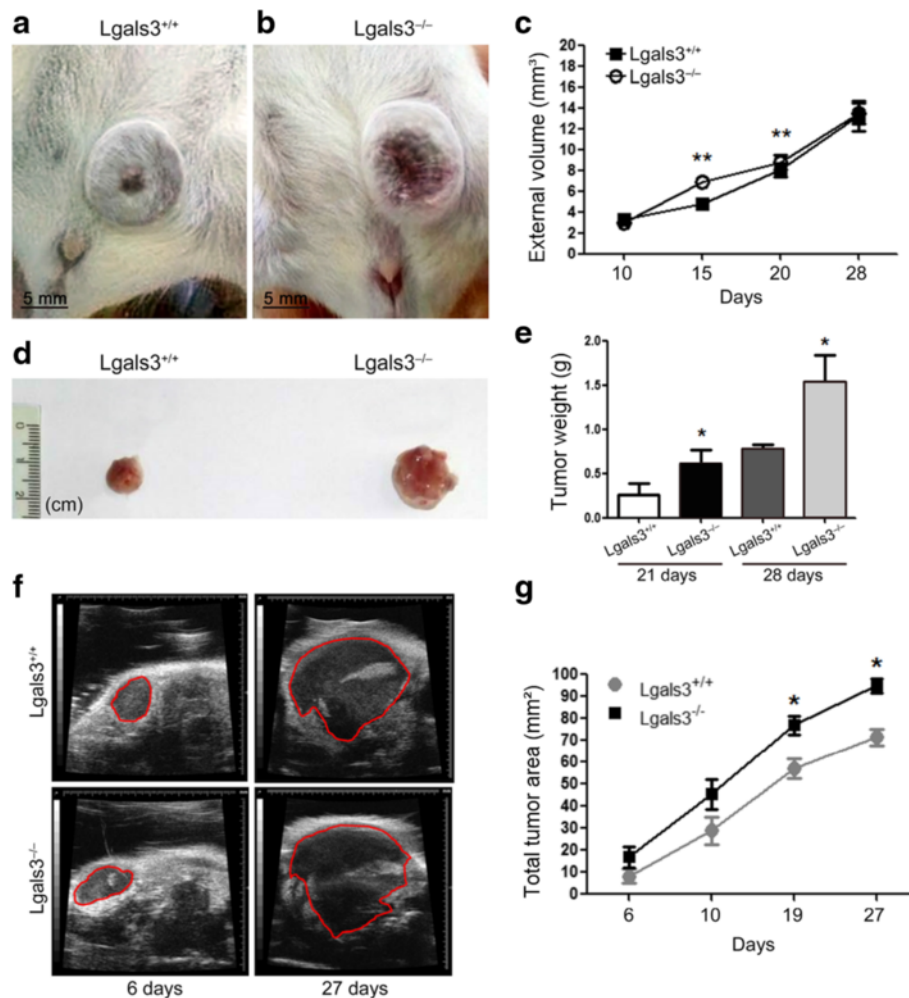 a
Lgals3+/+
b
Lgals3–/–
5 mm
5 mm
c
External volume (mm³)
20
18
16
14
12
10
8
6
4
2
0
Lgals3+/+
Lgals3–/–
**
**
10
15
20
28
Days
d
Lgals3+/+
Lgals3–/–
0
1
2
(cm)
e
Tumor weight (g)
2.0
1.5
1.0
0.5
0.0
*
*
Lgals3+/+
Lgals3–/–
Lgals3+/+
Lgals3–/–
21 days
28 days
f
Lgals3+/+
Lgals3–/–
6 days
27 days
g
Total tumor area (mm²)
100
90
80
70
60
50
40
30
20
10
0
Lgals3+/+
Lgals3-/-
*
*
6
10
19
27
Days